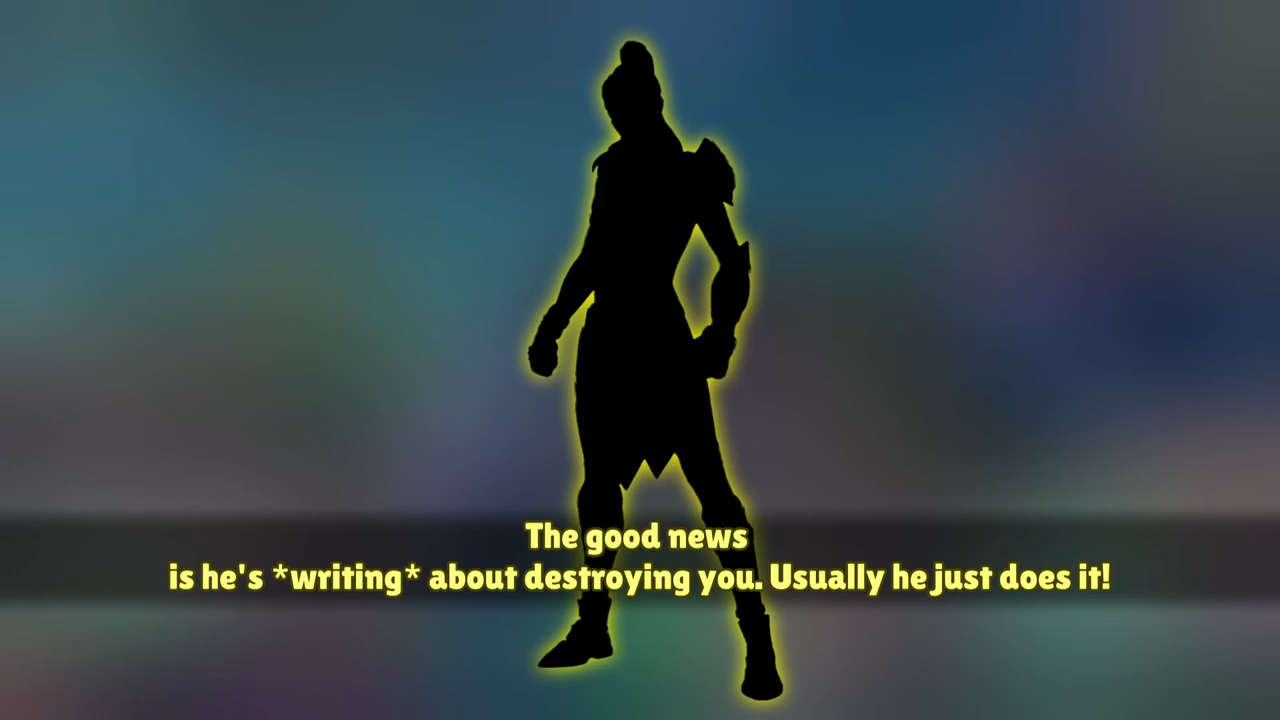 The good news
is he's *writing* about destroying you. Usually he just does it!